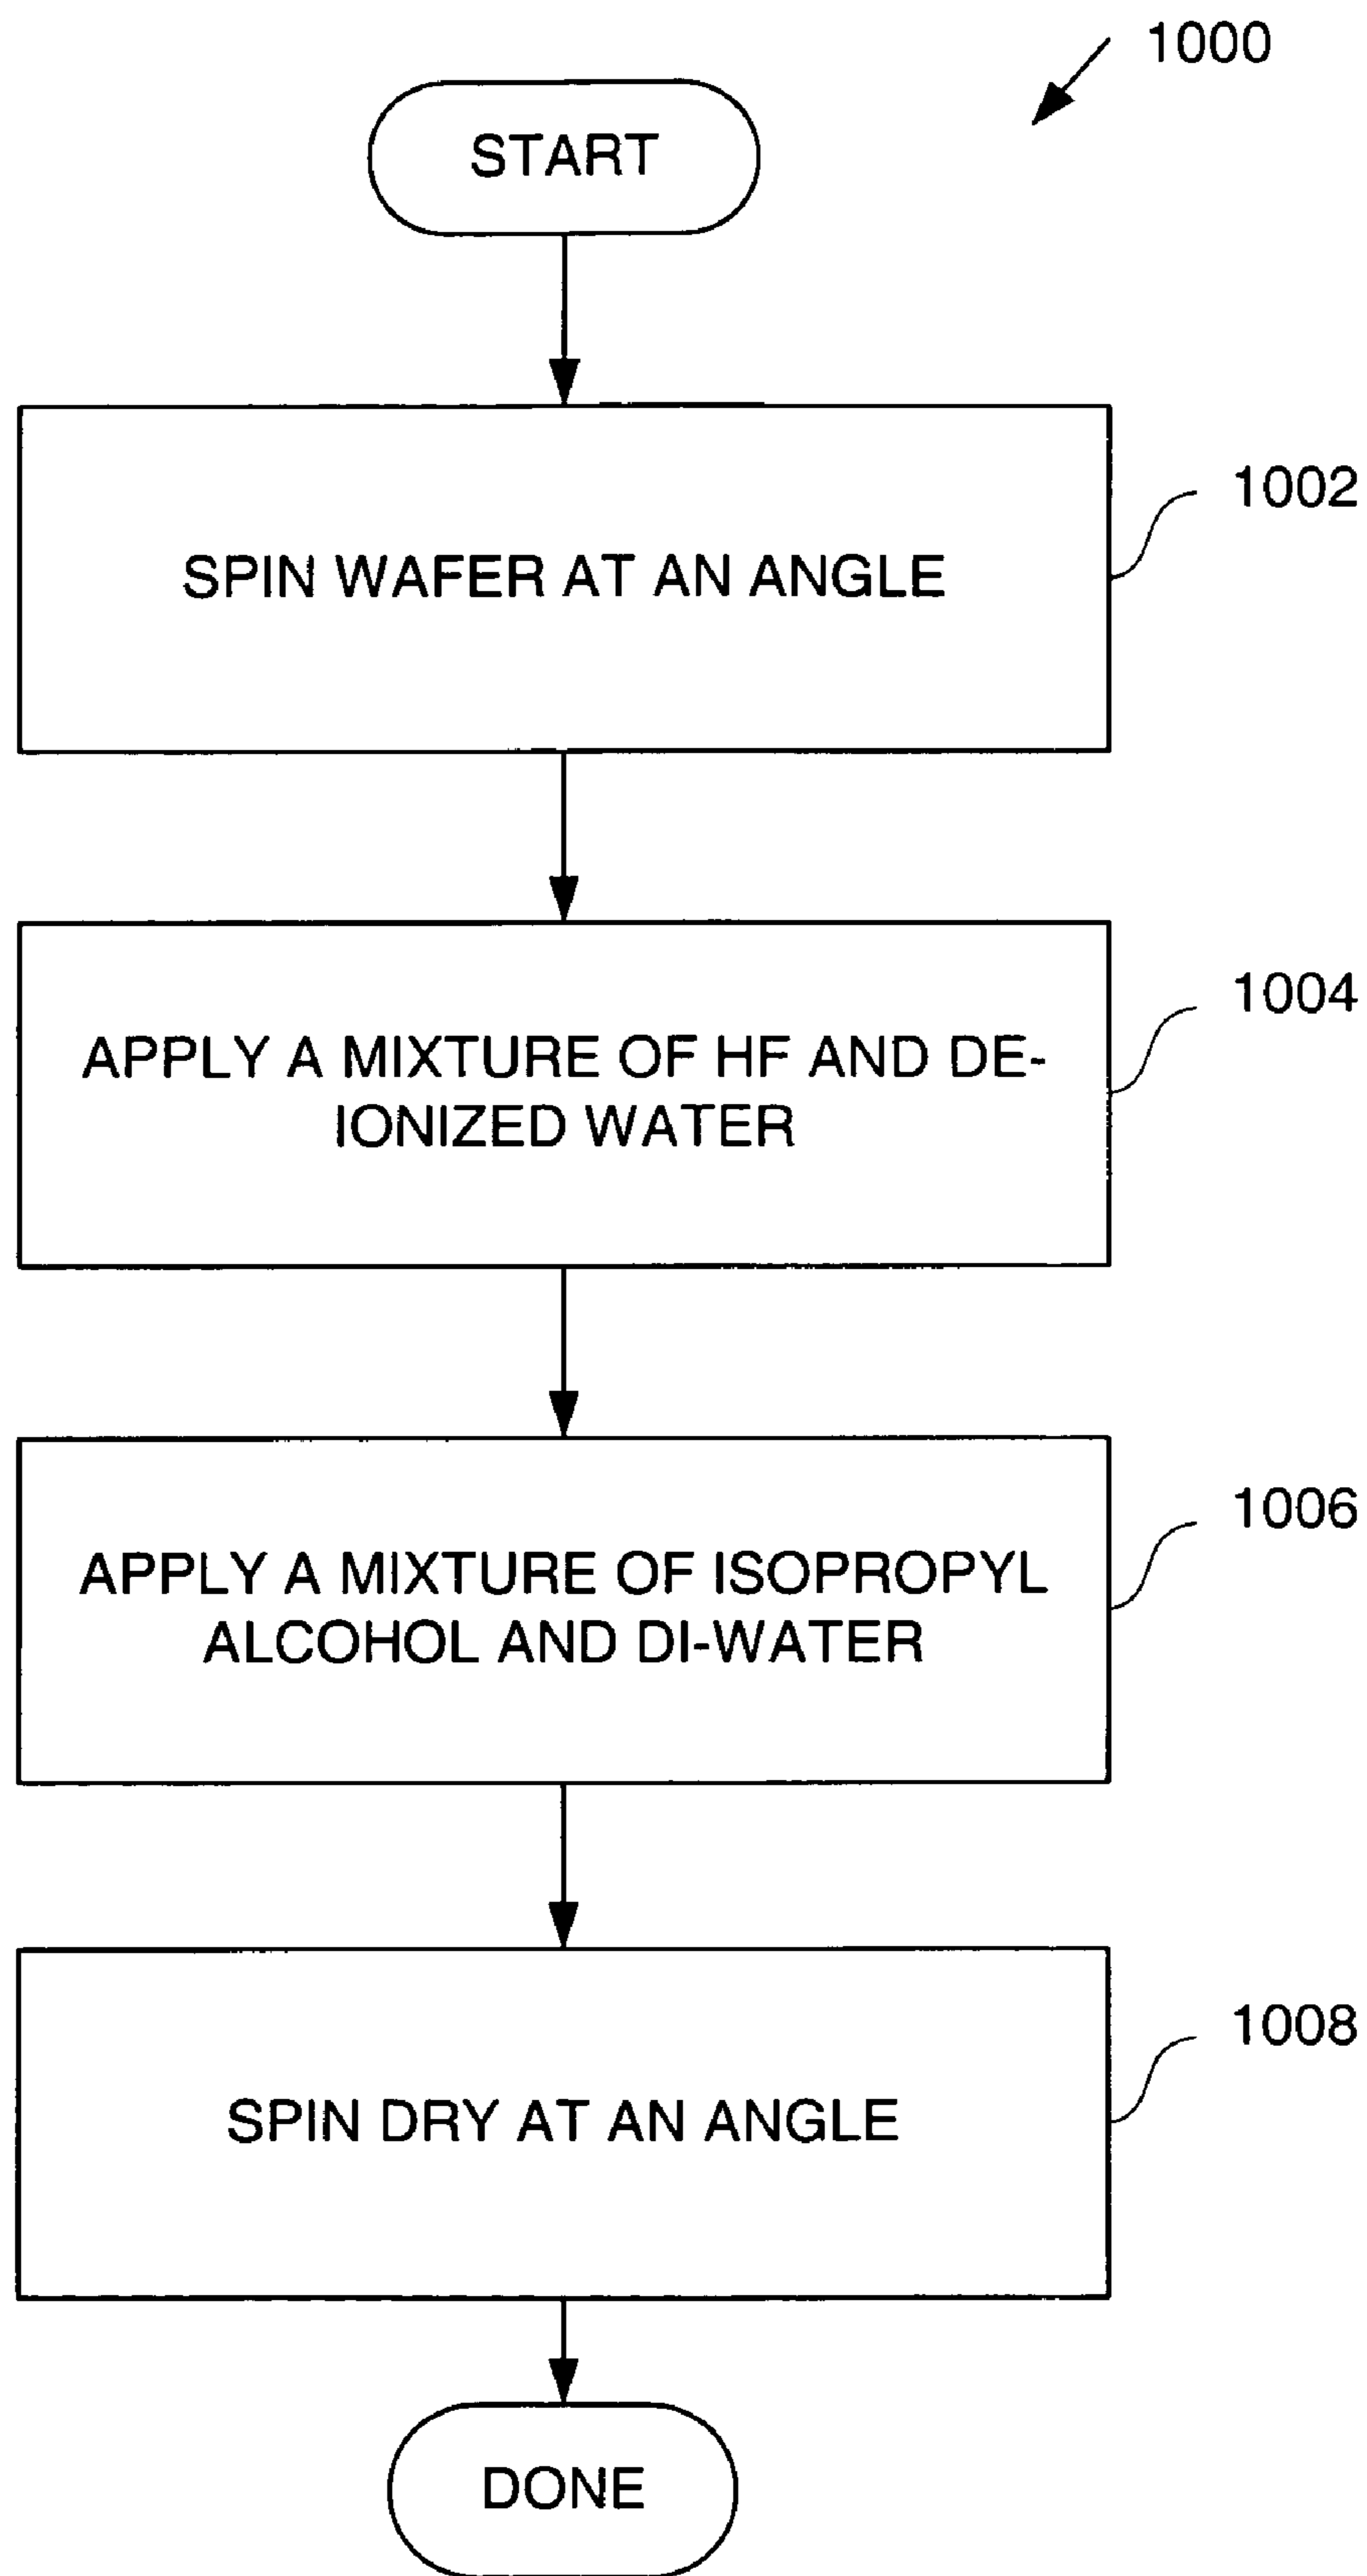 1000
START
SPIN WAFER AT AN ANGLE
1002
APPLY A MIXTURE OF HF AND DE-
IONIZED WATER
1004
APPLY A MIXTURE OF ISOPROPYL
ALCOHOL AND DI-WATER
1006
SPIN DRY AT AN ANGLE
1008
DONE